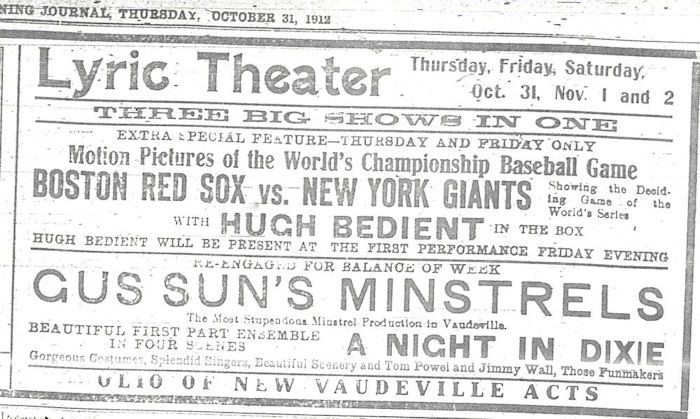 NING JOURNAL, THURSDAY, OCTOBER 31, 1912
Lyric Theater
Thursday, Friday, Saturday,
Oct. 31, Nov. 1 and 2
THREE BIG SHOWS IN ONE
EXTRA SPECIAL FEATURE—THURSDAY AND FRIDAY ONLY
Motion Pictures of the World's Championship Baseball Game
BOSTON RED SOX vs. NEW YORK GIANTS
Showing the Decid-
ing Game of the
World's Series
WITH HUGH BEDIENT IN THE BOX
HUGH BEDIENT WILL BE PRESENT AT THE FIRST PERFORMANCE FRIDAY EVENING
RE-ENGAGED FOR BALANCE OF WEEK
GUS SUN'S MINSTRELS
The Most Stupendous Minstrel Production in Vaudeville.
BEAUTIFUL FIRST PART ENSEMBLE
IN FOUR SCENES
A NIGHT IN DIXIE
Gorgeous Costumes, Splendid Singers, Beautiful Scenery and Tom Powel and Jimmy Wall, Those Funmakers
OLIO OF NEW VAUDEVILLE ACTS